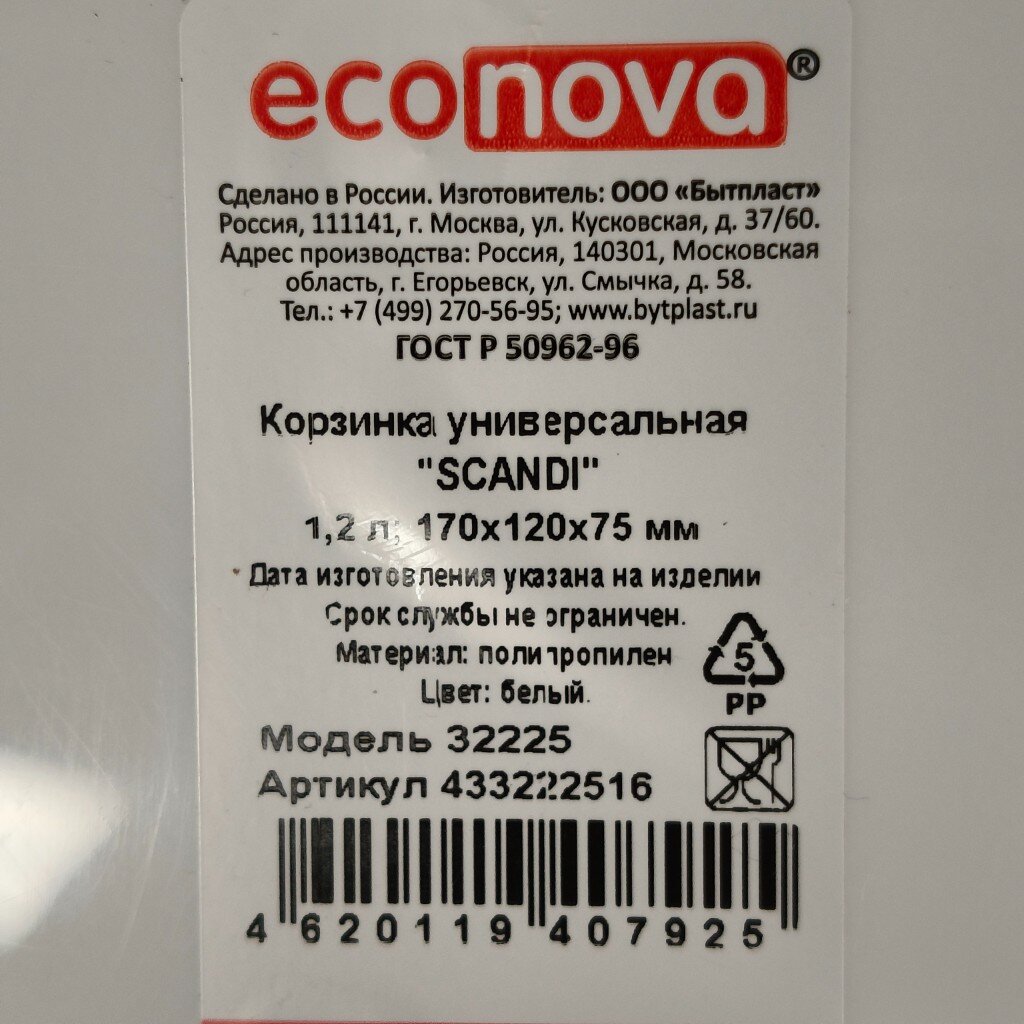 econova®
Сделано в России. Изготовитель: ООО «Бытпласт»
Россия, 111141, г. Москва, ул. Кусковская, д. 37/60.
Адрес производства: Россия, 140301, Московская
область, г. Егорьевск, ул. Смычка, д. 58.
Тел.: +7 (499) 270-56-95; www.bytplast.ru
ГОСТ Р 50962-96
Корзинка универсальная
"SCANDI"
1,2 л; 170х120х75 мм
Дата изготовления указана на изделии
Срок службы не ограничен.
Материал: полипропилен
Цвет: белый.
5
PP
Модель 32225
Артикул 433222516
4 620119 407925